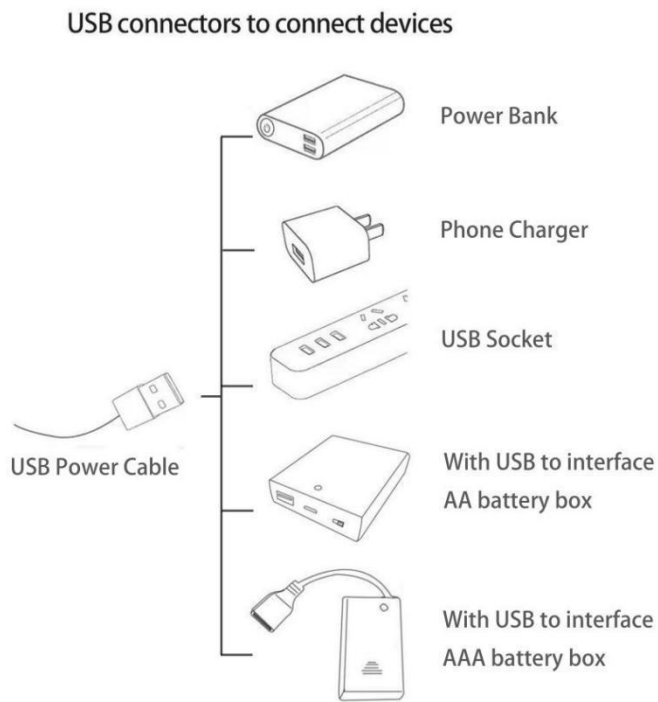 USB connectors to connect devices
Power Bank
Phone Charger
USB Socket
USB Power Cable
With USB to interface
AA battery box
With USB to interface
AAA battery box